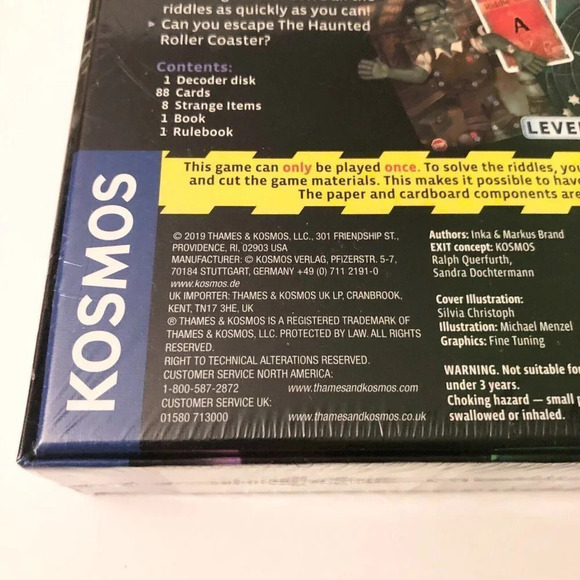 riddles as quickly as you can!
▸ Can you escape The Haunted
Roller Coaster?
Contents:
1 Decoder disk
88 Cards
8 Strange Items
1 Book
1 Rulebook
A
LEVEL
This game can only be played once. To solve the riddles, you
and cut the game materials. This makes it possible to have
The paper and cardboard components are
KOSMOS
© 2019 THAMES & KOSMOS, LLC., 301 FRIENDSHIP ST.,
PROVIDENCE, RI, 02903 USA
MANUFACTURER: © KOSMOS VERLAG, PFIZERSTR. 5-7,
70184 STUTTGART, GERMANY +49 (0) 711 2191-0
www.kosmos.de
UK IMPORTER: THAMES & KOSMOS UK LP, CRANBROOK,
KENT, TN17 3HE, UK
® THAMES & KOSMOS IS A REGISTERED TRADEMARK OF
THAMES & KOSMOS, LLC. PROTECTED BY LAW. ALL RIGHTS
RESERVED.
RIGHT TO TECHNICAL ALTERATIONS RESERVED.
CUSTOMER SERVICE NORTH AMERICA:
1-800-587-2872 www.thamesandkosmos.com
CUSTOMER SERVICE UK:
01580 713000 www.thamesandkosmos.co.uk
Authors: Inka & Markus Brand
EXIT concept: KOSMOS
Ralph Querfurth,
Sandra Dochtermann
Cover Illustration:
Silvia Christoph
Illustration: Michael Menzel
Graphics: Fine Tuning
WARNING. Not suitable for
under 3 years.
Choking hazard — small p
swallowed or inhaled.